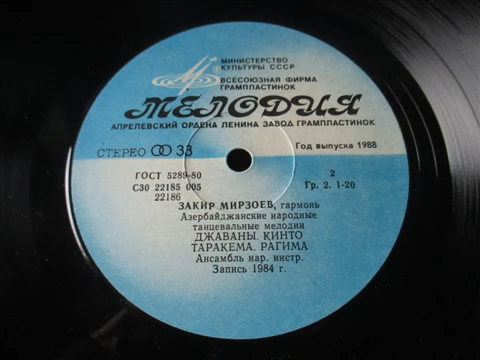 МИНИСТЕРСТВО
КУЛЬТУРЫ СССР
ВСЕСОЮЗНАЯ ФИРМА
ГРАМПЛАСТИНОК
МЕЛОДИЯ
АПРЕЛЕВСКИЙ ОРДЕНА ЛЕНИНА ЗАВОД ГРАМПЛАСТИНОК
СТЕРЕО 33
Год выпуска 1988
ГОСТ 5289-80
2
С30 22185 005
Гр. 2. 1-20
22186
ЗАКИР МИРЗОЕВ, гармонь
Азербайджанские народные
танцевальные мелодии
ДЖАВАНЫ. КИНТО
ТАРАКЕМА. РАГИМА
Ансамбль нар. инстр.
Запись 1984 г.